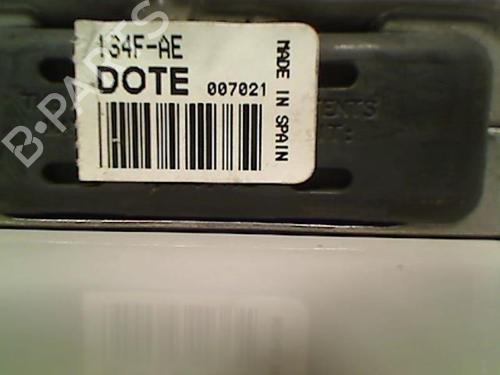 1S4F-AE
DOTE 007021
MADE IN SPAIN
B-PARTS